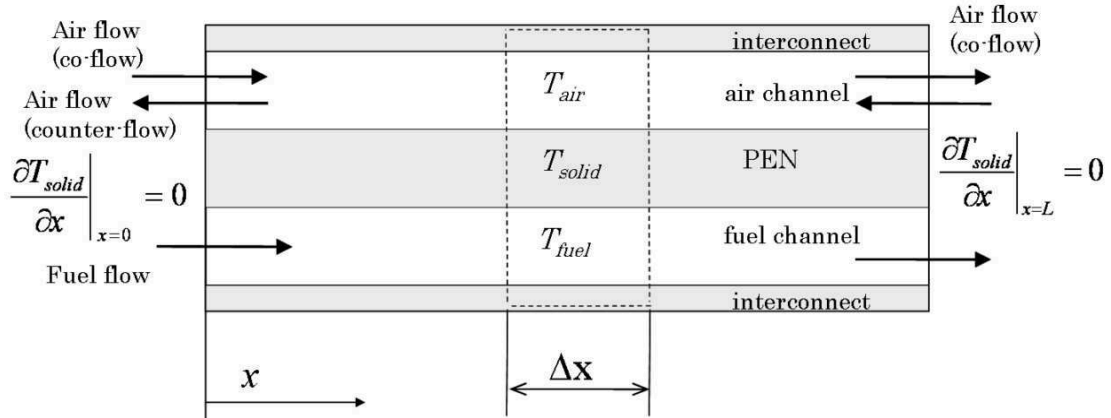 Air flow
(co-flow)
Air flow
(counter-flow)
∂T_solid/∂x |_{x=0} = 0
Fuel flow
interconnect
T_air
air channel
T_solid
PEN
T_fuel
fuel channel
interconnect
Air flow
(co-flow)
∂T_solid/∂x |_{x=L} = 0
x
Δx